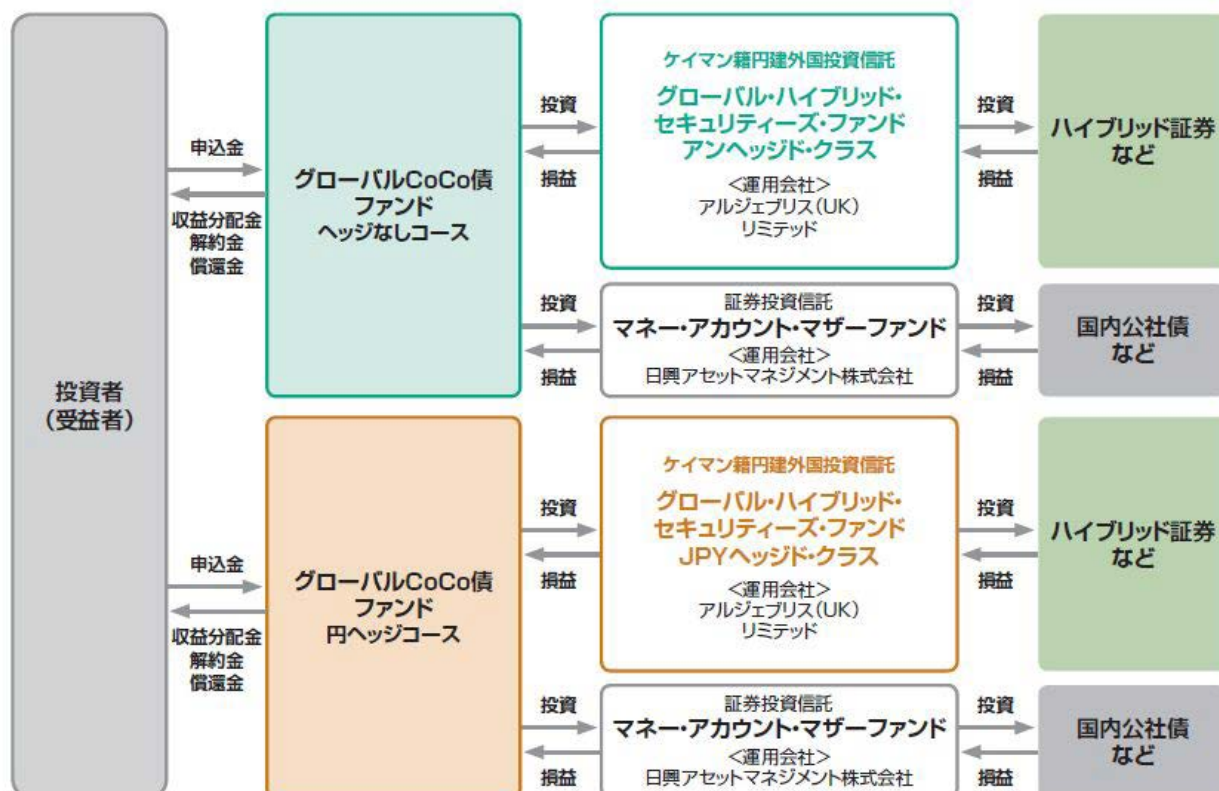 投資者
（受益者）
申込金
収益分配金
解約金
償還金
グローバルCoCo債
ファンド
ヘッジなしコース
投資
損益
ケイマン籍円建外国投資信託
グローバル・ハイブリッド・
セキュリティーズ・ファンド
アンヘッジド・クラス
＜運用会社＞
アルジェブリス（UK）
リミテッド
投資
損益
ハイブリッド証券
など
投資
損益
証券投資信託
マネー・アカウント・マザーファンド
＜運用会社＞
日興アセットマネジメント株式会社
投資
損益
国内公社債
など
申込金
収益分配金
解約金
償還金
グローバルCoCo債
ファンド
円ヘッジコース
投資
損益
ケイマン籍円建外国投資信託
グローバル・ハイブリッド・
セキュリティーズ・ファンド
JPYヘッジド・クラス
＜運用会社＞
アルジェブリス（UK）
リミテッド
投資
損益
ハイブリッド証券
など
投資
損益
証券投資信託
マネー・アカウント・マザーファンド
＜運用会社＞
日興アセットマネジメント株式会社
投資
損益
国内公社債
など